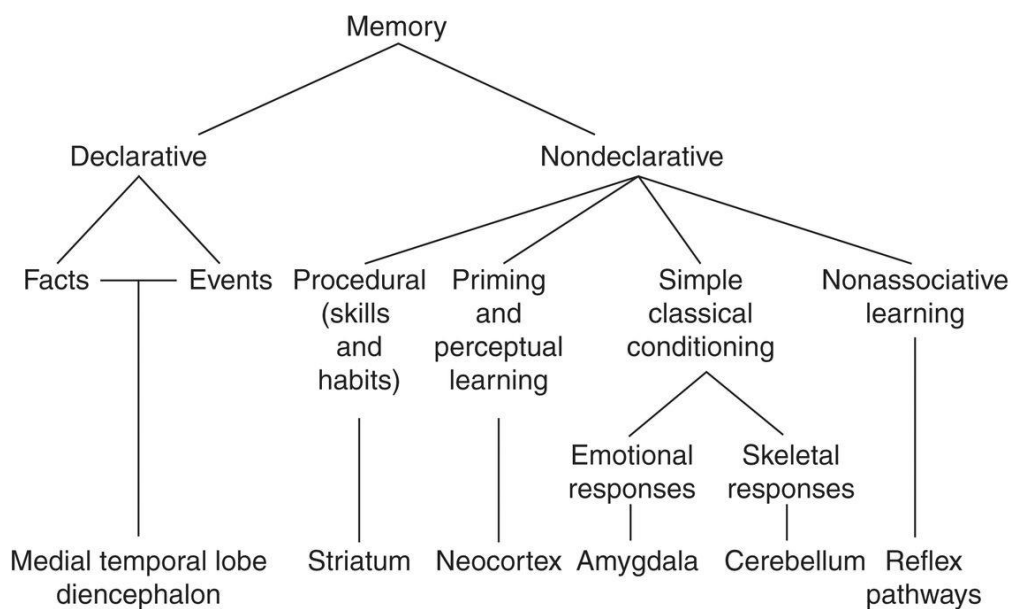 Memory
Declarative
Nondeclarative
Facts
Events
Procedural
(skills
and
habits)
Priming
and
perceptual
learning
Simple
classical
conditioning
Nonassociative
learning
Emotional
responses
Skeletal
responses
Medial temporal lobe
diencephalon
Striatum
Neocortex
Amygdala
Cerebellum
Reflex
pathways